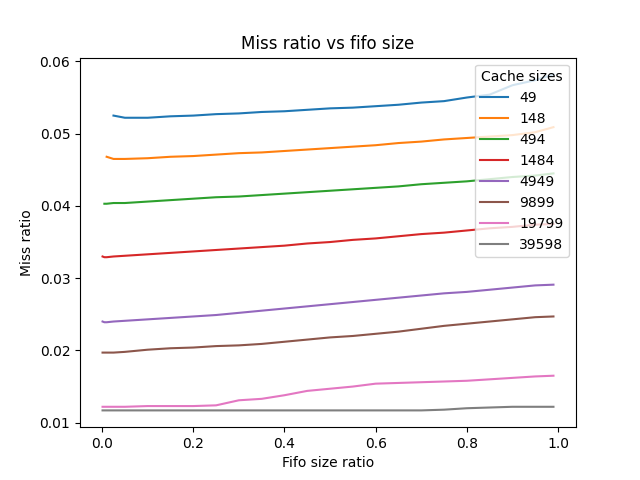 Miss ratio vs fifo size
Cache sizes
49
148
494
1484
4949
9899
19799
39598
0.06
0.05
0.04
0.03
0.02
0.01
Miss ratio
0.0 0.2 0.4 0.6 0.8 1.0
Fifo size ratio